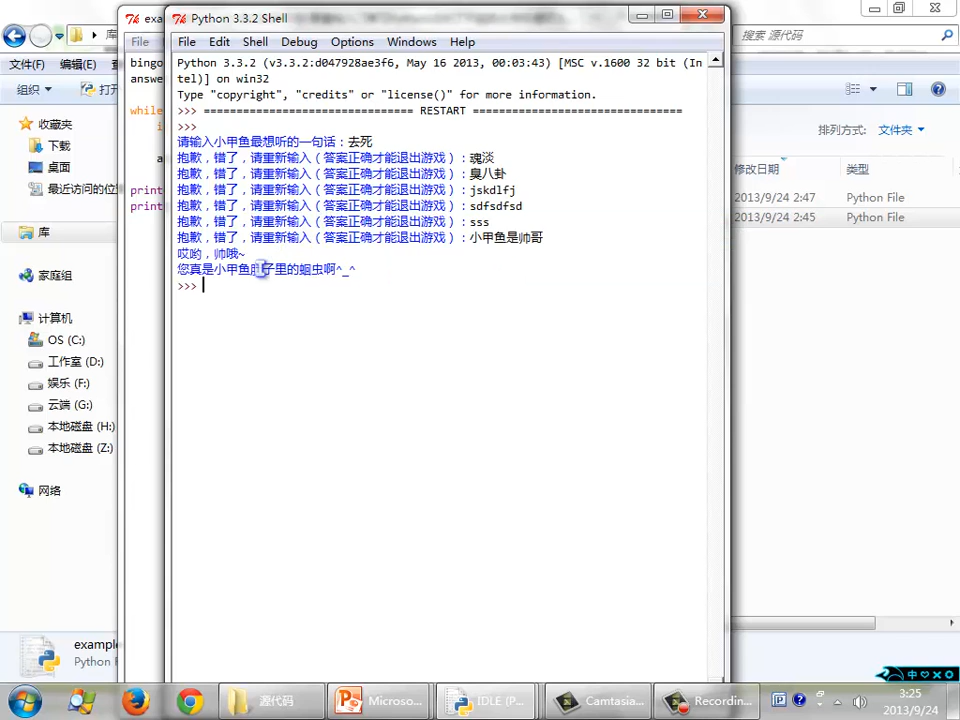 exa
Python 3.3.2 Shell
File
File Edit Shell Debug Options Windows Help
文件(F) 编辑(E)
组织
打开
收藏夹
下载
桌面
最近访问的位
库
家庭组
计算机
OS (C:)
工作室 (D:)
娱乐 (F:)
云端 (G:)
本地磁盘 (H:)
本地磁盘 (Z:)
网络
bingo
answe
while
i
a
print
print
Python 3.3.2 (v3.3.2:d047928ae3f6, May 16 2013, 00:03:43) [MSC v.1600 32 bit (In
tel)] on win32
Type "copyright", "credits" or "license()" for more information.
>>> ================================ RESTART ================================
>>>
请输入小甲鱼最想听的一句话：去死
抱歉，错了，请重新输入（答案正确才能退出游戏）：魂淡
抱歉，错了，请重新输入（答案正确才能退出游戏）：臭八卦
抱歉，错了，请重新输入（答案正确才能退出游戏）：jskdlfj
抱歉，错了，请重新输入（答案正确才能退出游戏）：sdfsdfsd
抱歉，错了，请重新输入（答案正确才能退出游戏）：sss
抱歉，错了，请重新输入（答案正确才能退出游戏）：小甲鱼是帅哥
哎哟，帅哦~
您真是小甲鱼肚子里的蛔虫啊^_^
>>>
搜索 源代码
排列方式： 文件夹
修改日期 类型
2013/9/24 2:47 Python File
2013/9/24 2:45 Python File
exampl
Python F
源代码
Microso...
IDLE (P...
Camtasia...
Recordin...
中
3:25
2013/9/24